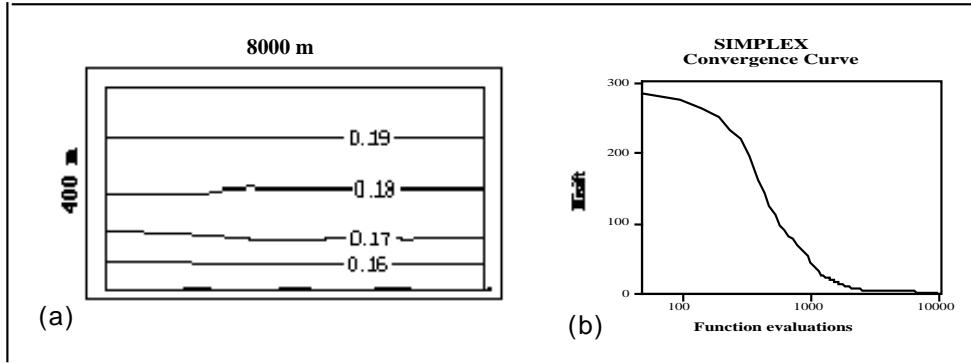 8000 m
400 m
0.19
0.18
0.17
0.16
(a)
SIMPLEX
Convergence Curve
300
200
100
0
100
1000
10000
Function evaluations
(b)